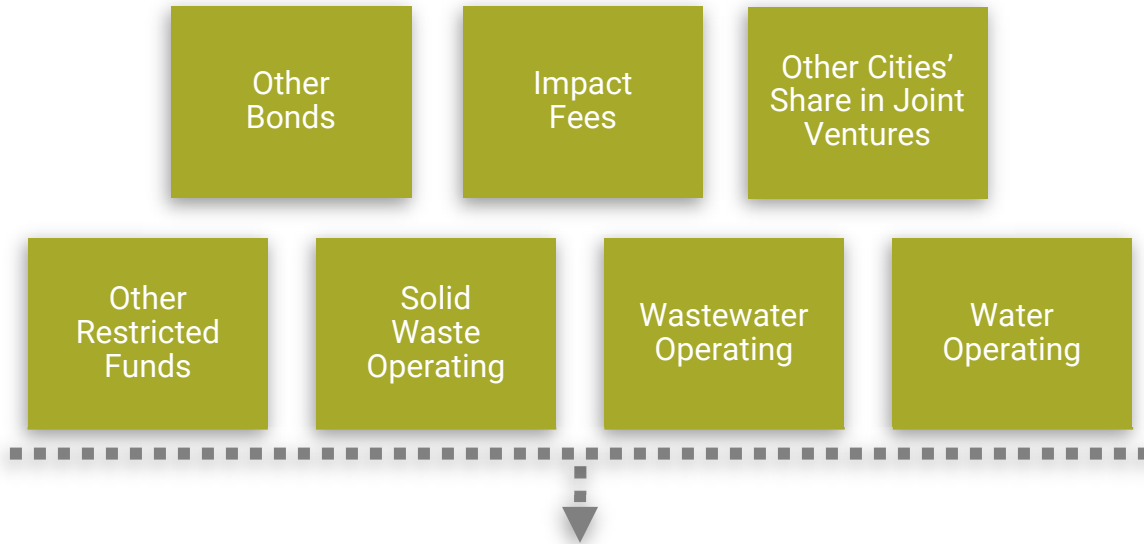 Other
Bonds
Impact
Fees
Other Cities’
Share in Joint
Ventures
Other
Restricted
Funds
Solid
Waste
Operating
Wastewater
Operating
Water
Operating